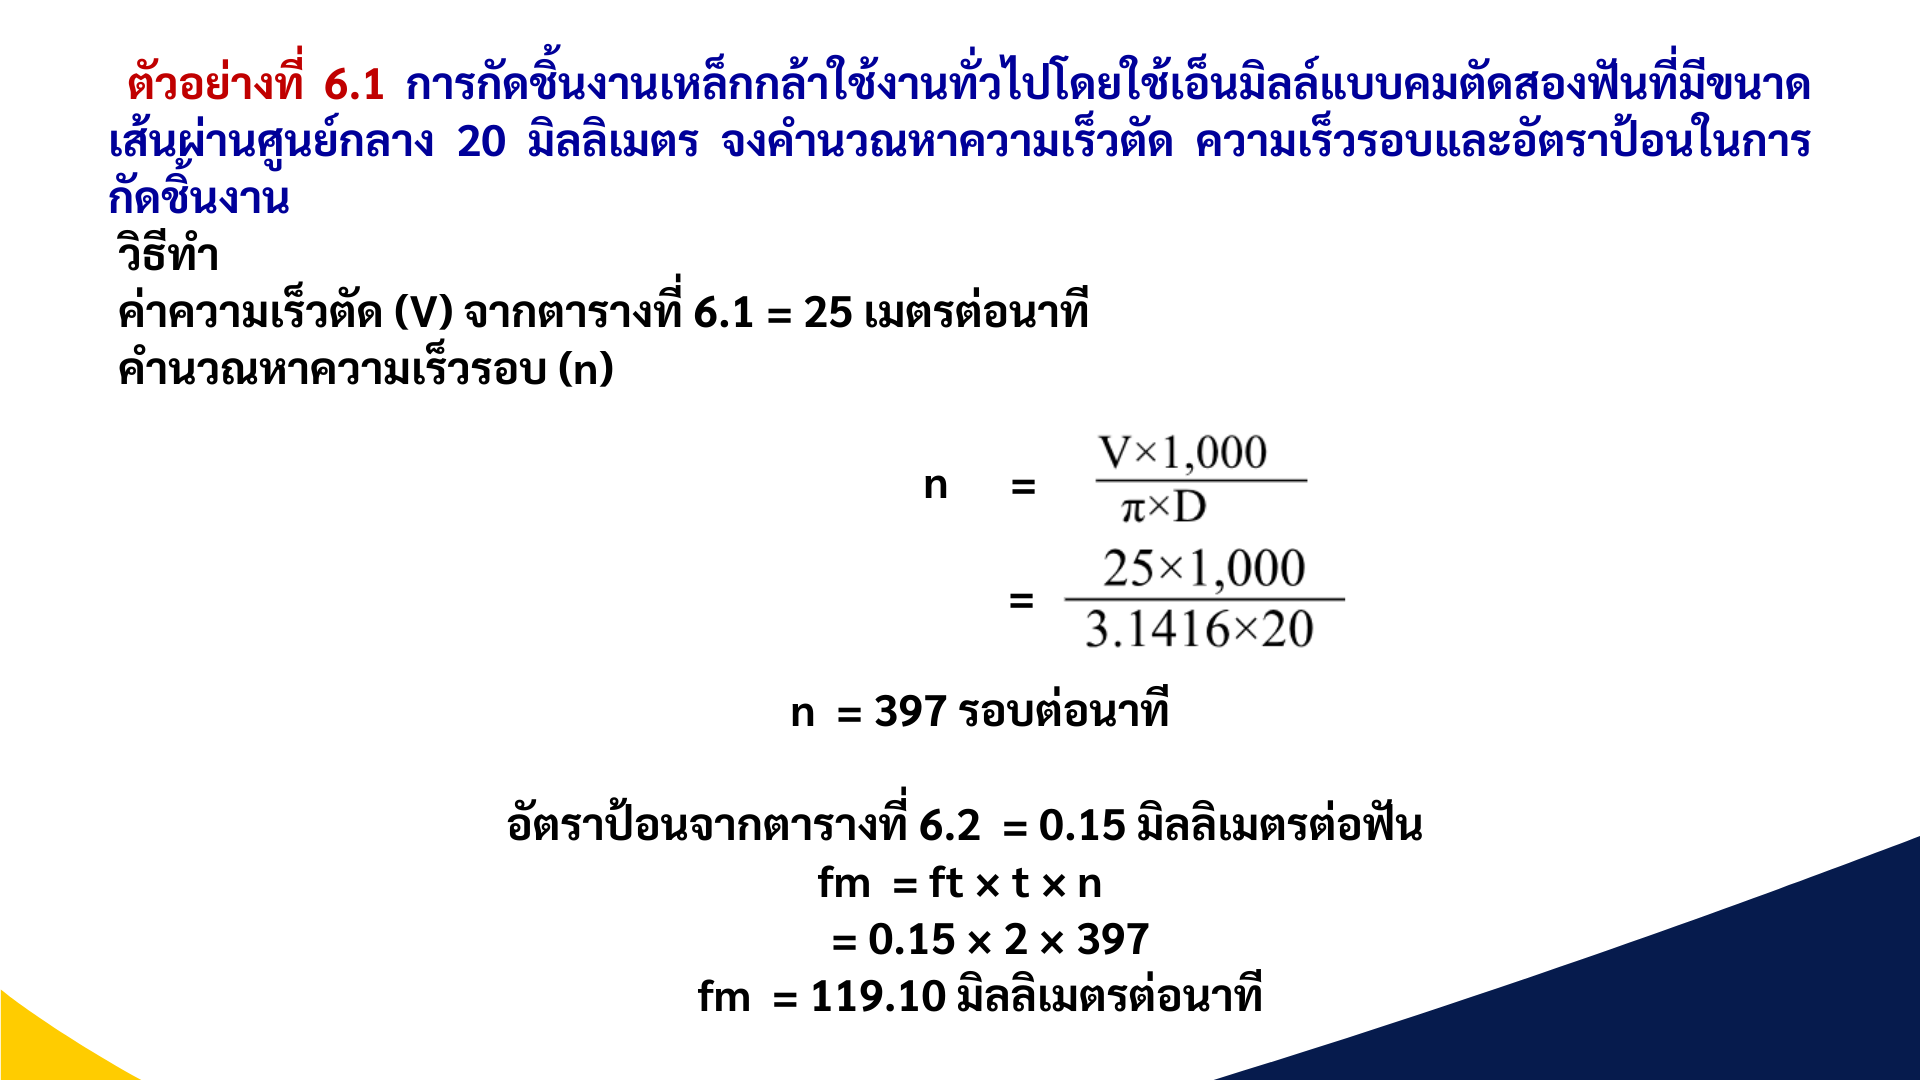 ตัวอย่างที่ 6.1 การกัดชิ้นงานเหล็กกล้าใช้งานทั่วไปโดยใช้เอ็นมิลล์แบบคมตัดสองฟันที่มีขนาด
เส้นผ่านศูนย์กลาง 20 มิลลิเมตร จงคำนวณหาความเร็วตัด ความเร็วรอบและอัตราป้อนในการ
กัดชิ้นงาน
วิธีทำ
ค่าความเร็วตัด (V) จากตารางที่ 6.1 = 25 เมตรต่อนาที
คำนวณหาความเร็วรอบ (n)
n = V×1,000
π×D
= 25×1,000
3.1416×20
n = 397 รอบต่อนาที
อัตราป้อนจากตารางที่ 6.2 = 0.15 มิลลิเมตรต่อฟัน
fm = ft × t × n
= 0.15 × 2 × 397
fm = 119.10 มิลลิเมตรต่อนาที